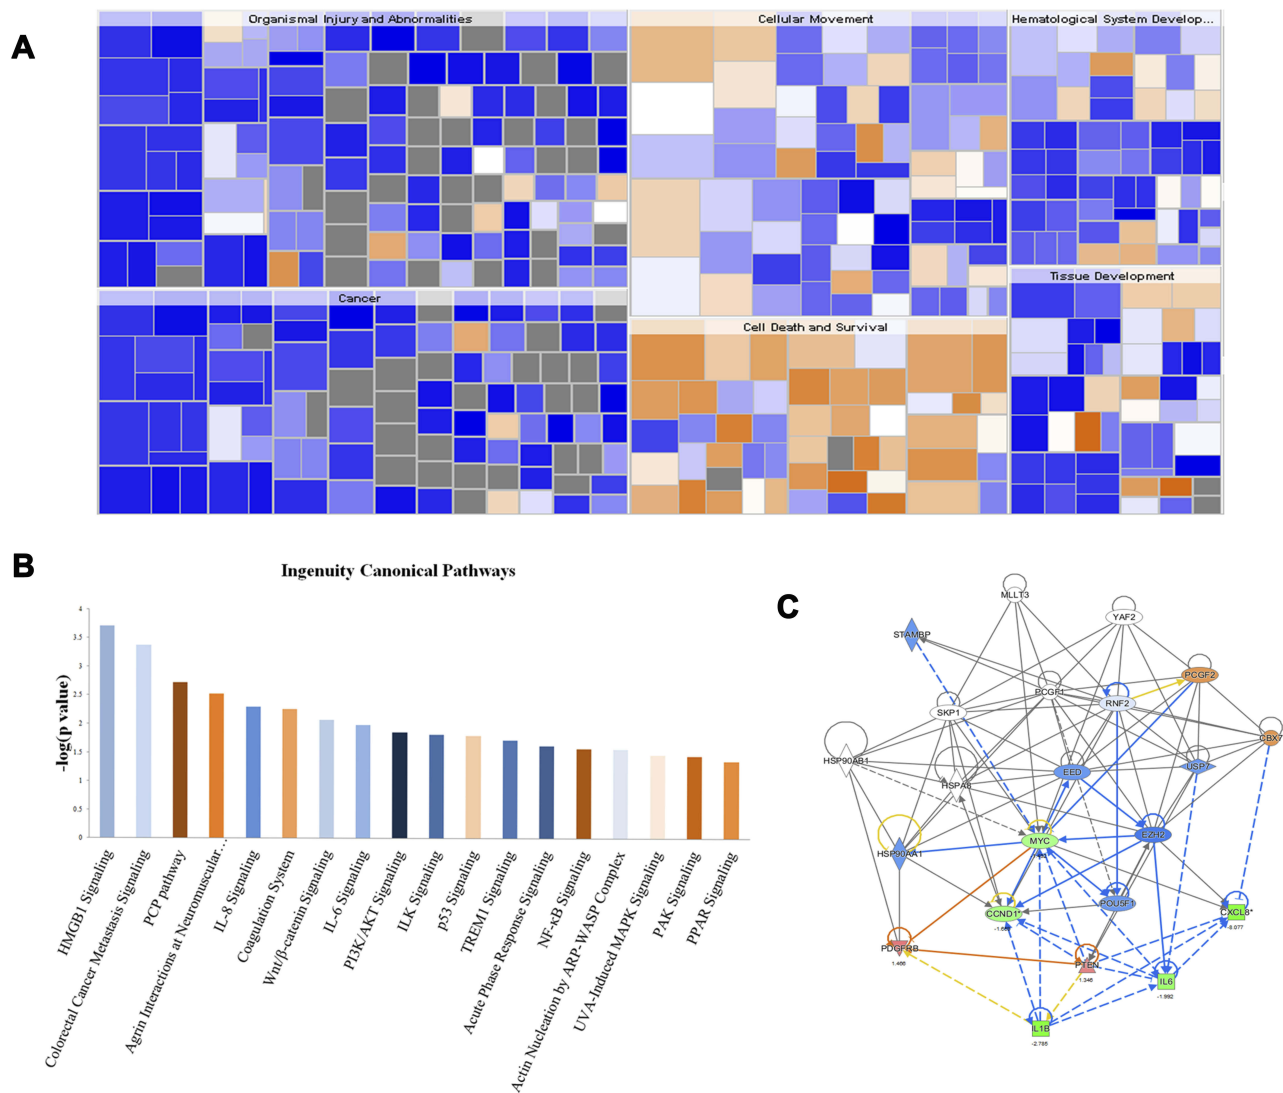 A
Organismal Injury and Abnormalities
Cellular Movement
Hematological System Develop...
Cancer
Cell Death and Survival
Tissue Development
B
Ingenuity Canonical Pathways
-log(p value)
4
3.5
3
2.5
2
1.5
1
0.5
0
HMGB1 Signaling
Colorectal Cancer Metastasis Signaling
PCP pathway
Agrin Interactions at Neuromuscular...
IL-8 Signaling
Coagulation System
Wnt/β-catenin Signaling
IL-6 Signaling
PI3K/AKT Signaling
ILK Signaling
p53 Signaling
TREM1 Signaling
Acute Phase Response Signaling
NF-κB Signaling
Actin Nucleation by ARP-WASP Complex
UVA-Induced MAPK Signaling
PAK Signaling
PPAR Signaling
C
MLLT3
YAF2
STAMBP
PCGF2
PCGF1
RNF2
SKP1
CBX7
HSP90AB1
USP7
EED
HSPA8
EZH2
MYC
HSP90AA1
POU5F1
CCND1*
CXCL8*
-3.077
PDGFRB
1.466
PTEN
1.346
IL6
-1.992
IL1B
-2.786